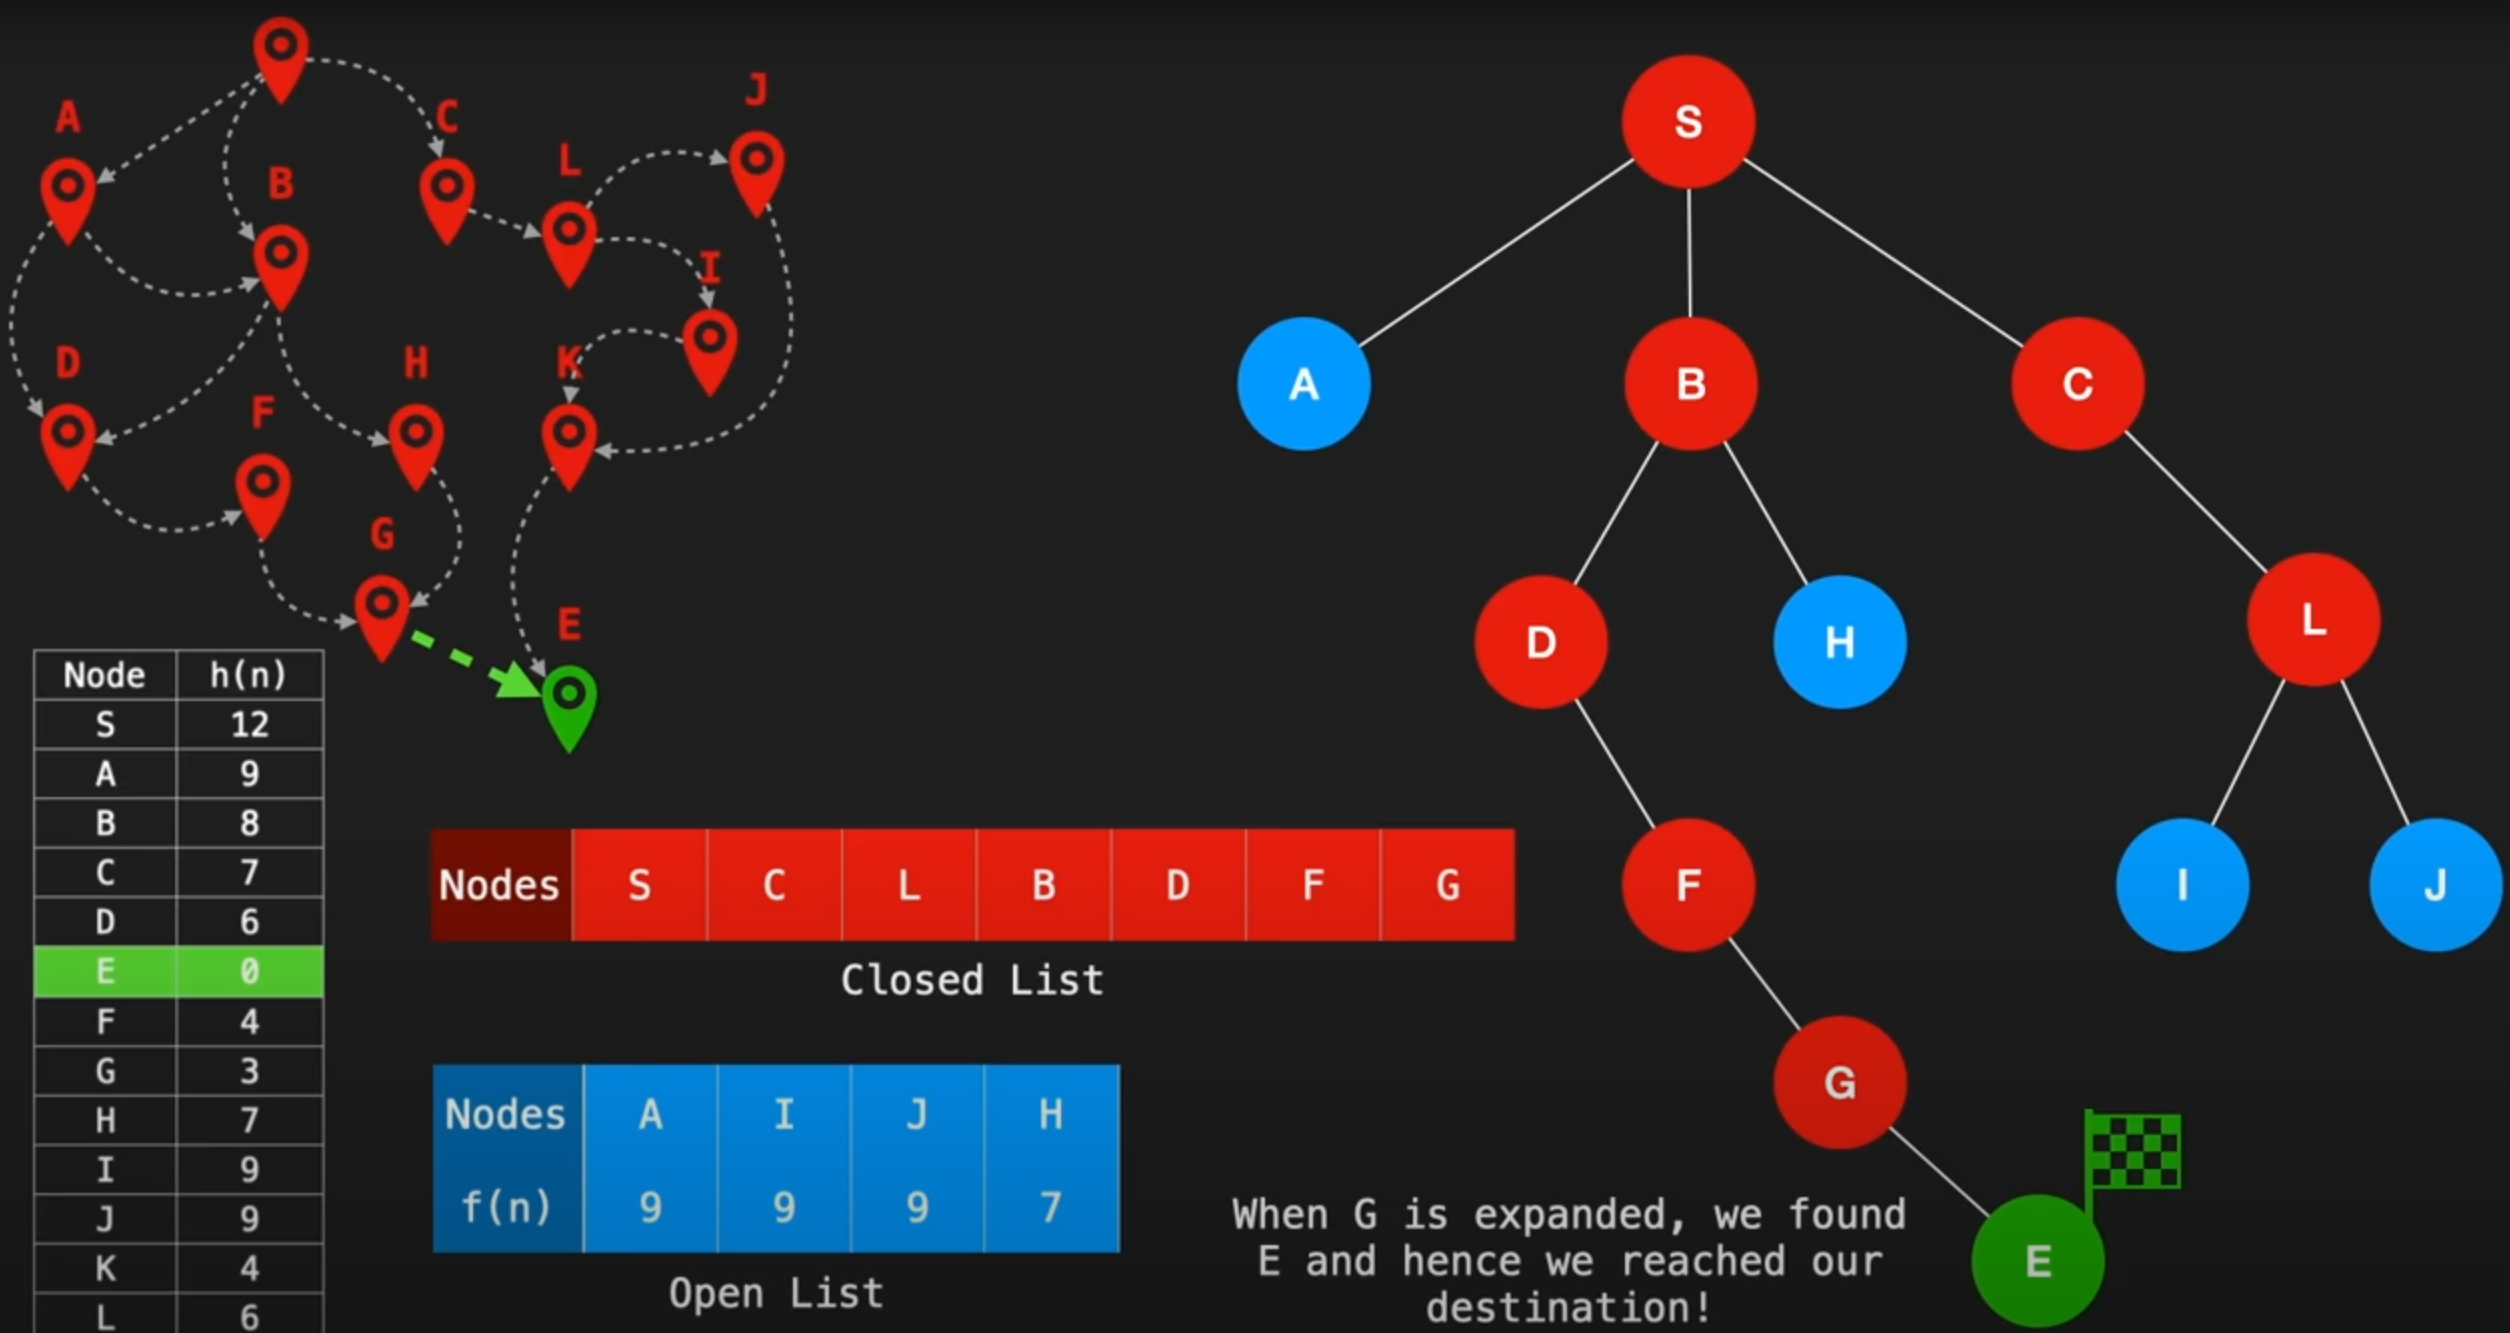 A
C
J
L
B
I
D
H
K
F
G
E
Node h(n)
S 12
A 9
B 8
C 7
D 6
E 0
F 4
G 3
H 7
I 9
J 9
K 4
L 6
Nodes S C L B D F G
Closed List
Nodes A I J H
f(n) 9 9 9 7
Open List
S
A
B
C
D
H
L
F
I
J
G
E
When G is expanded, we found
E and hence we reached our
destination!